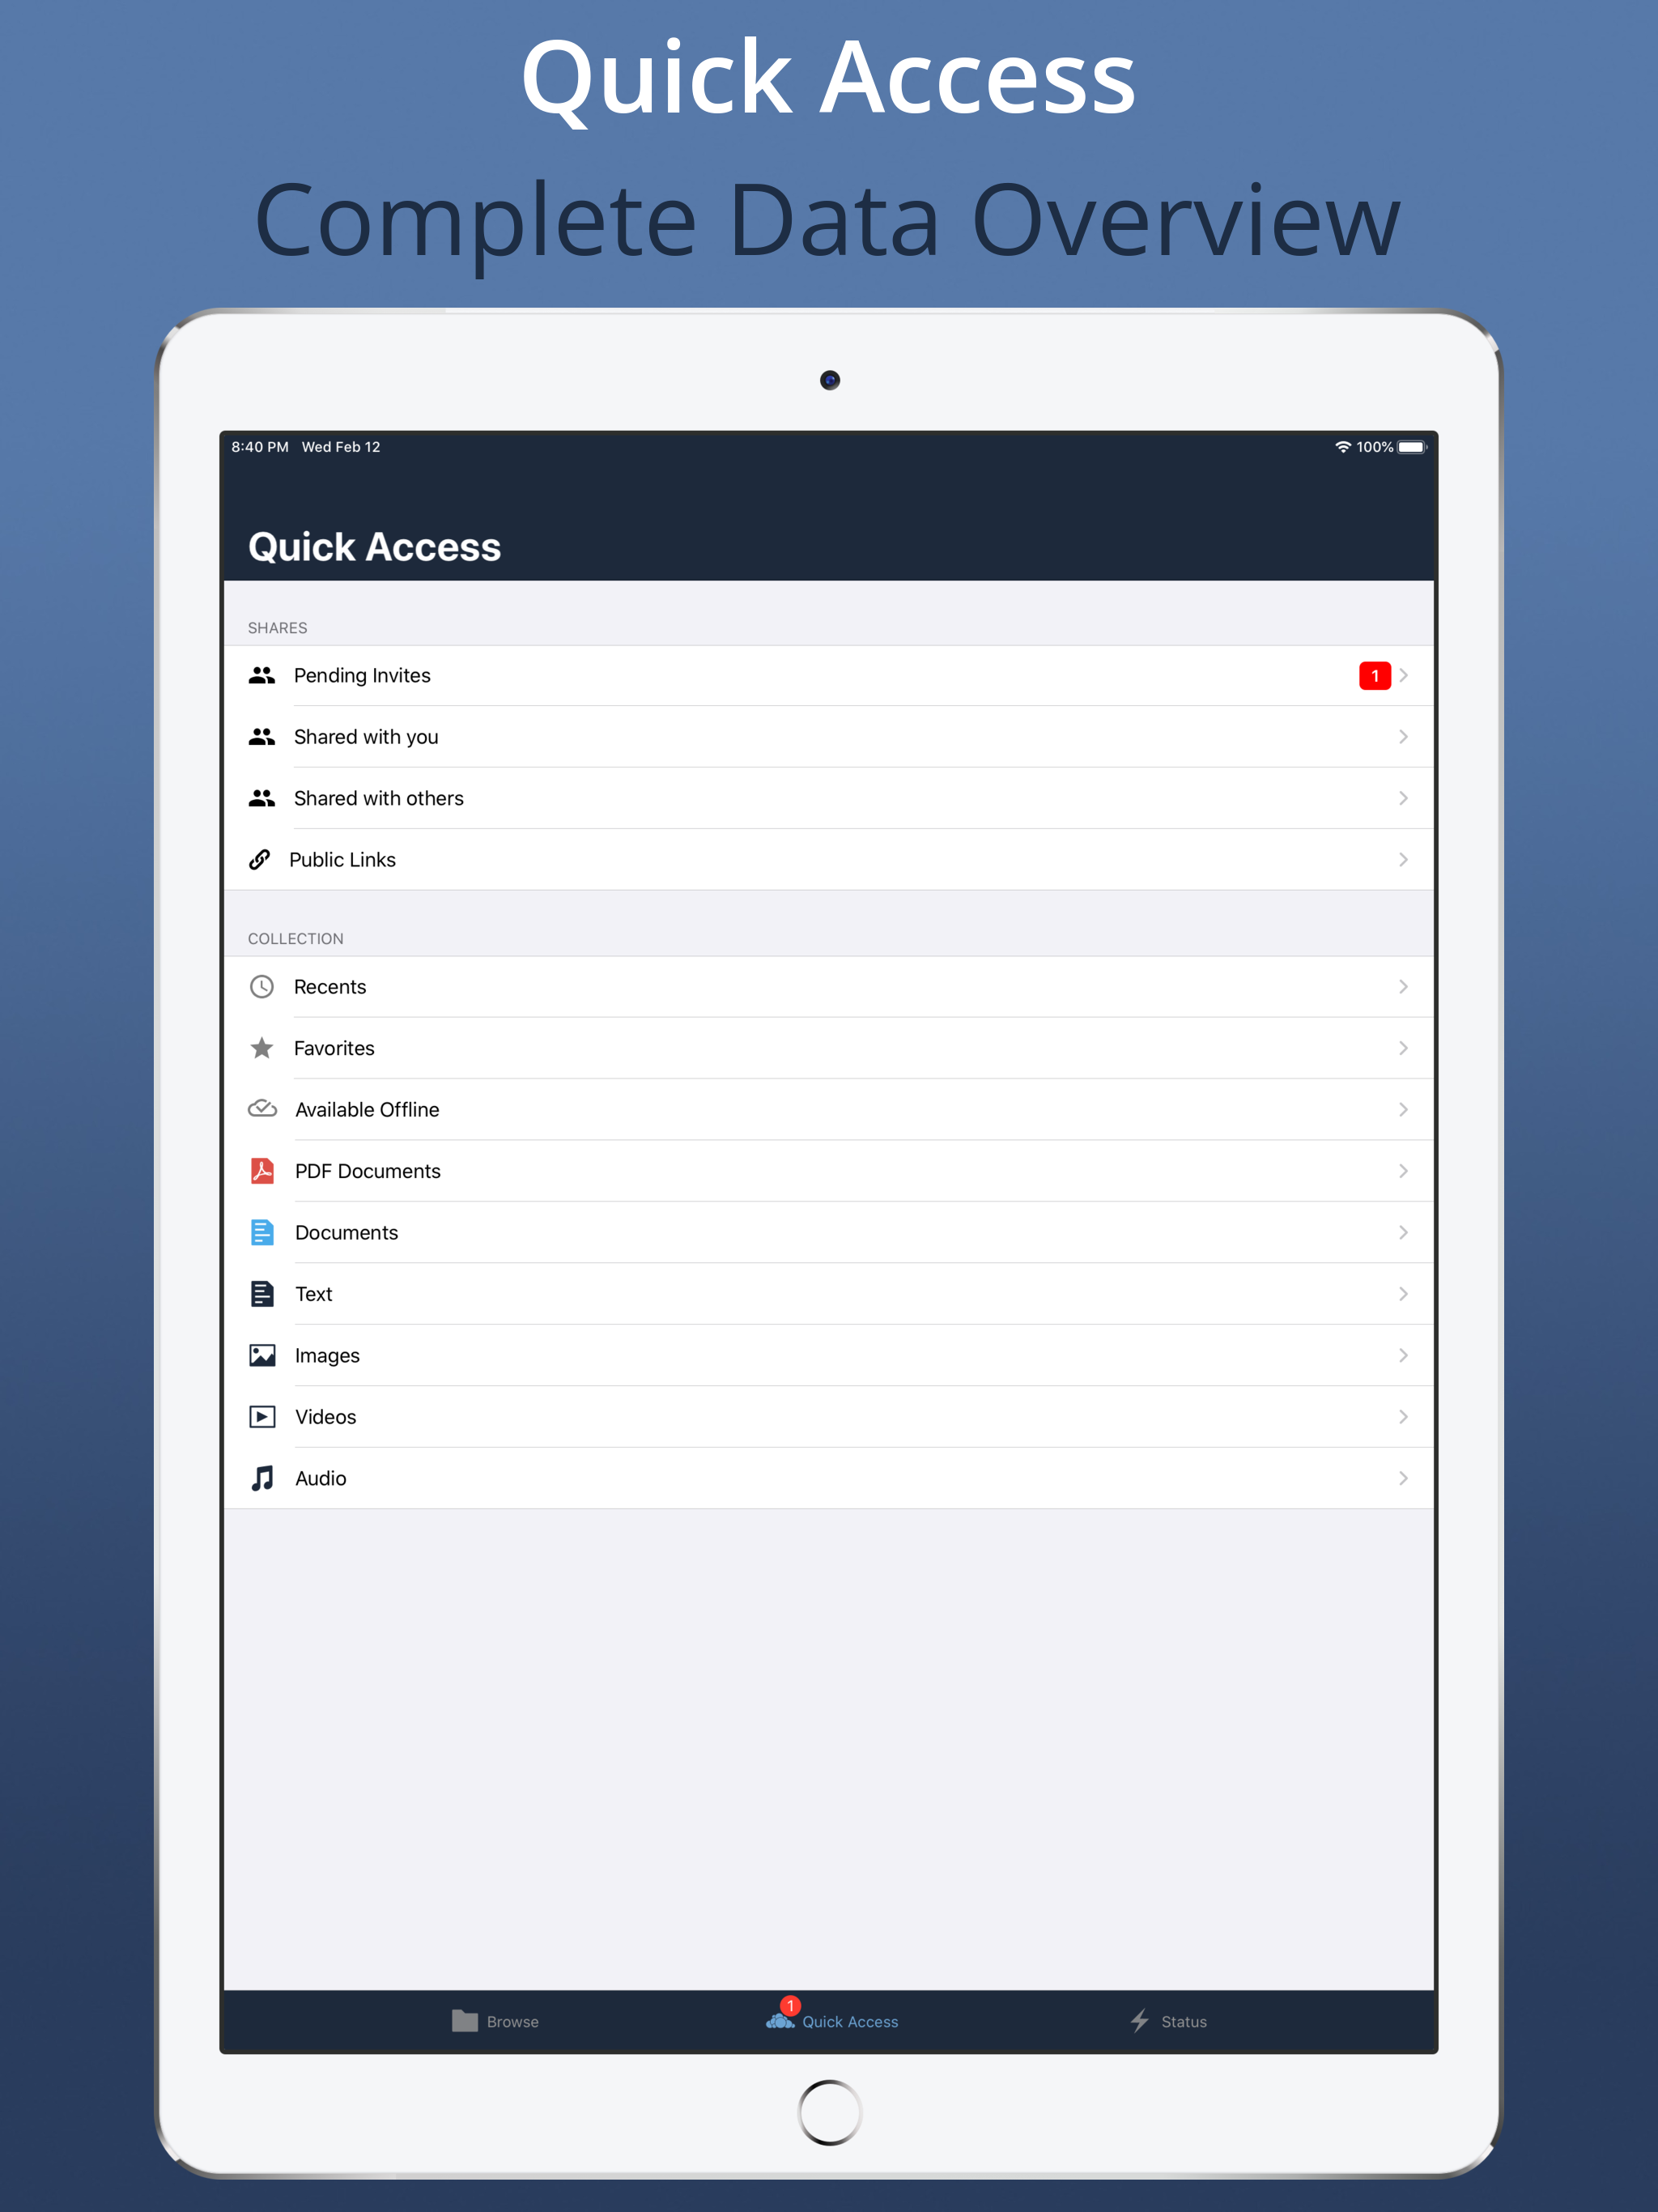 Quick Access
Complete Data Overview
8:40 PM Wed Feb 12 100%
Quick Access
SHARES
Pending Invites 1
Shared with you
Shared with others
Public Links
COLLECTION
Recents
Favorites
Available Offline
PDF Documents
Documents
Text
Images
Videos
Audio
Browse 1 Quick Access Status